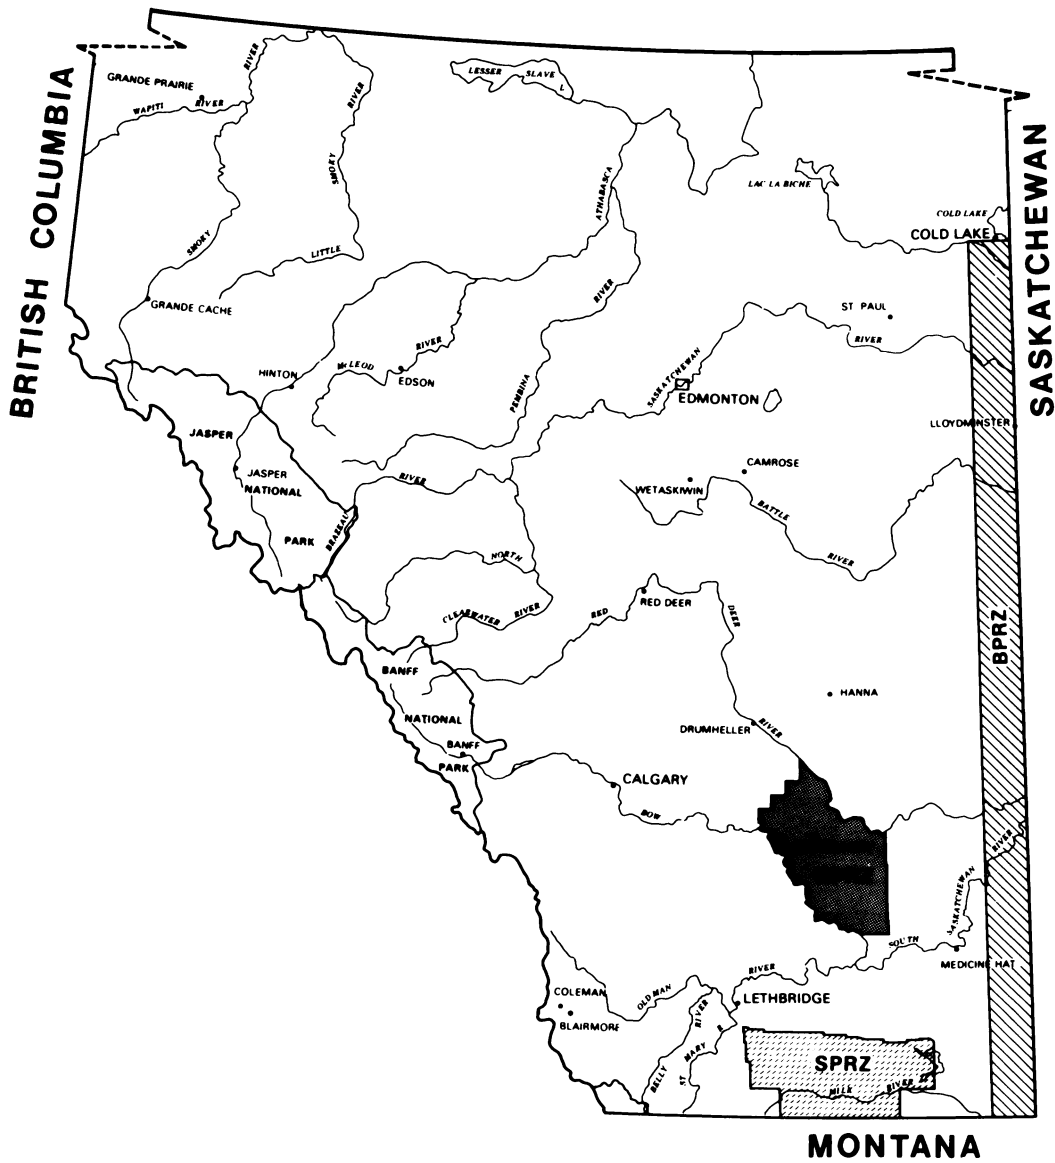 BRITISH COLUMBIA
SASKATCHEWAN
MONTANA
GRANDE PRAIRIE
WAPITI RIVER
RIVER
SMOKY
GRANDE CACHE
LITTLE
SMOKY
RIVER
LESSER SLAVE L
ATHABASCA
RIVER
PEMBINA
LAC LA BICHE
COLD LAKE
COLD LAKE
ST PAUL
RIVER
SASKATCHEWAN
EDMONTON
HINTON
McLEOD
RIVER
EDSON
JASPER
JASPER
NATIONAL
PARK
BRAZEAU
RIVER
LLOYDMINSTER
CAMROSE
WETASKIWIN
BATTLE
RIVER
NORTH
CLEARWATER RIVER
RED
RED DEER
DEER
RIVER
BPRZ
BANFF
NATIONAL
BANFF
PARK
HANNA
DRUMHELLER
CALGARY
BOW
RIVER
SASKATCHEWAN
SOUTH
MEDICINE HAT
COLEMAN
BLAIRMORE
OLD MAN
RIVER
LETHBRIDGE
RIVER
BELLY
ST MARY R
SPRZ
MILK RIVER